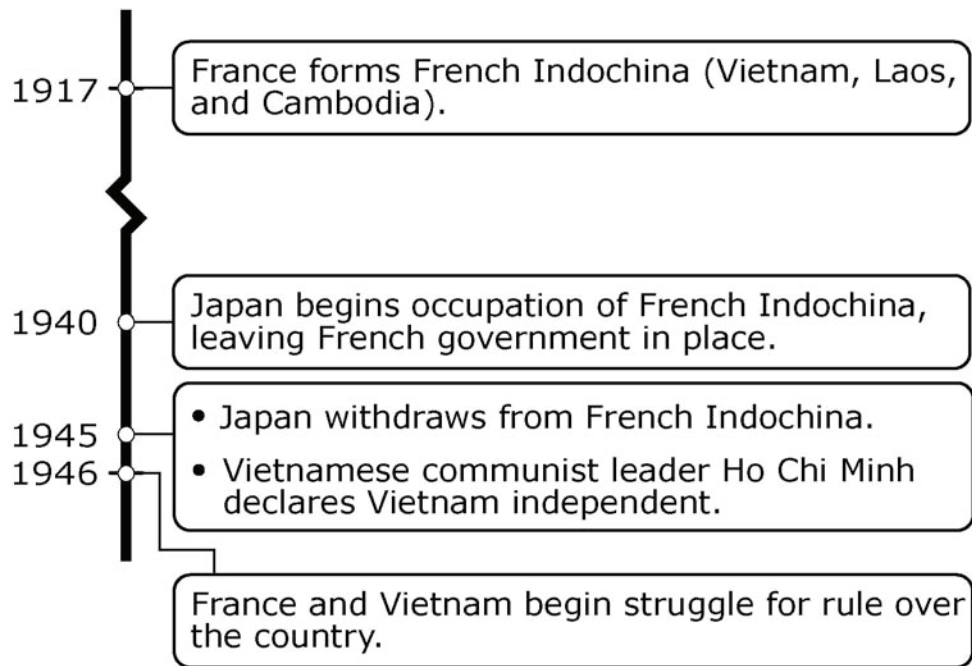 1917
France forms French Indochina (Vietnam, Laos,
and Cambodia).
1940
Japan begins occupation of French Indochina,
leaving French government in place.
1945
• Japan withdraws from French Indochina.
• Vietnamese communist leader Ho Chi Minh
declares Vietnam independent.
1946
France and Vietnam begin struggle for rule over
the country.